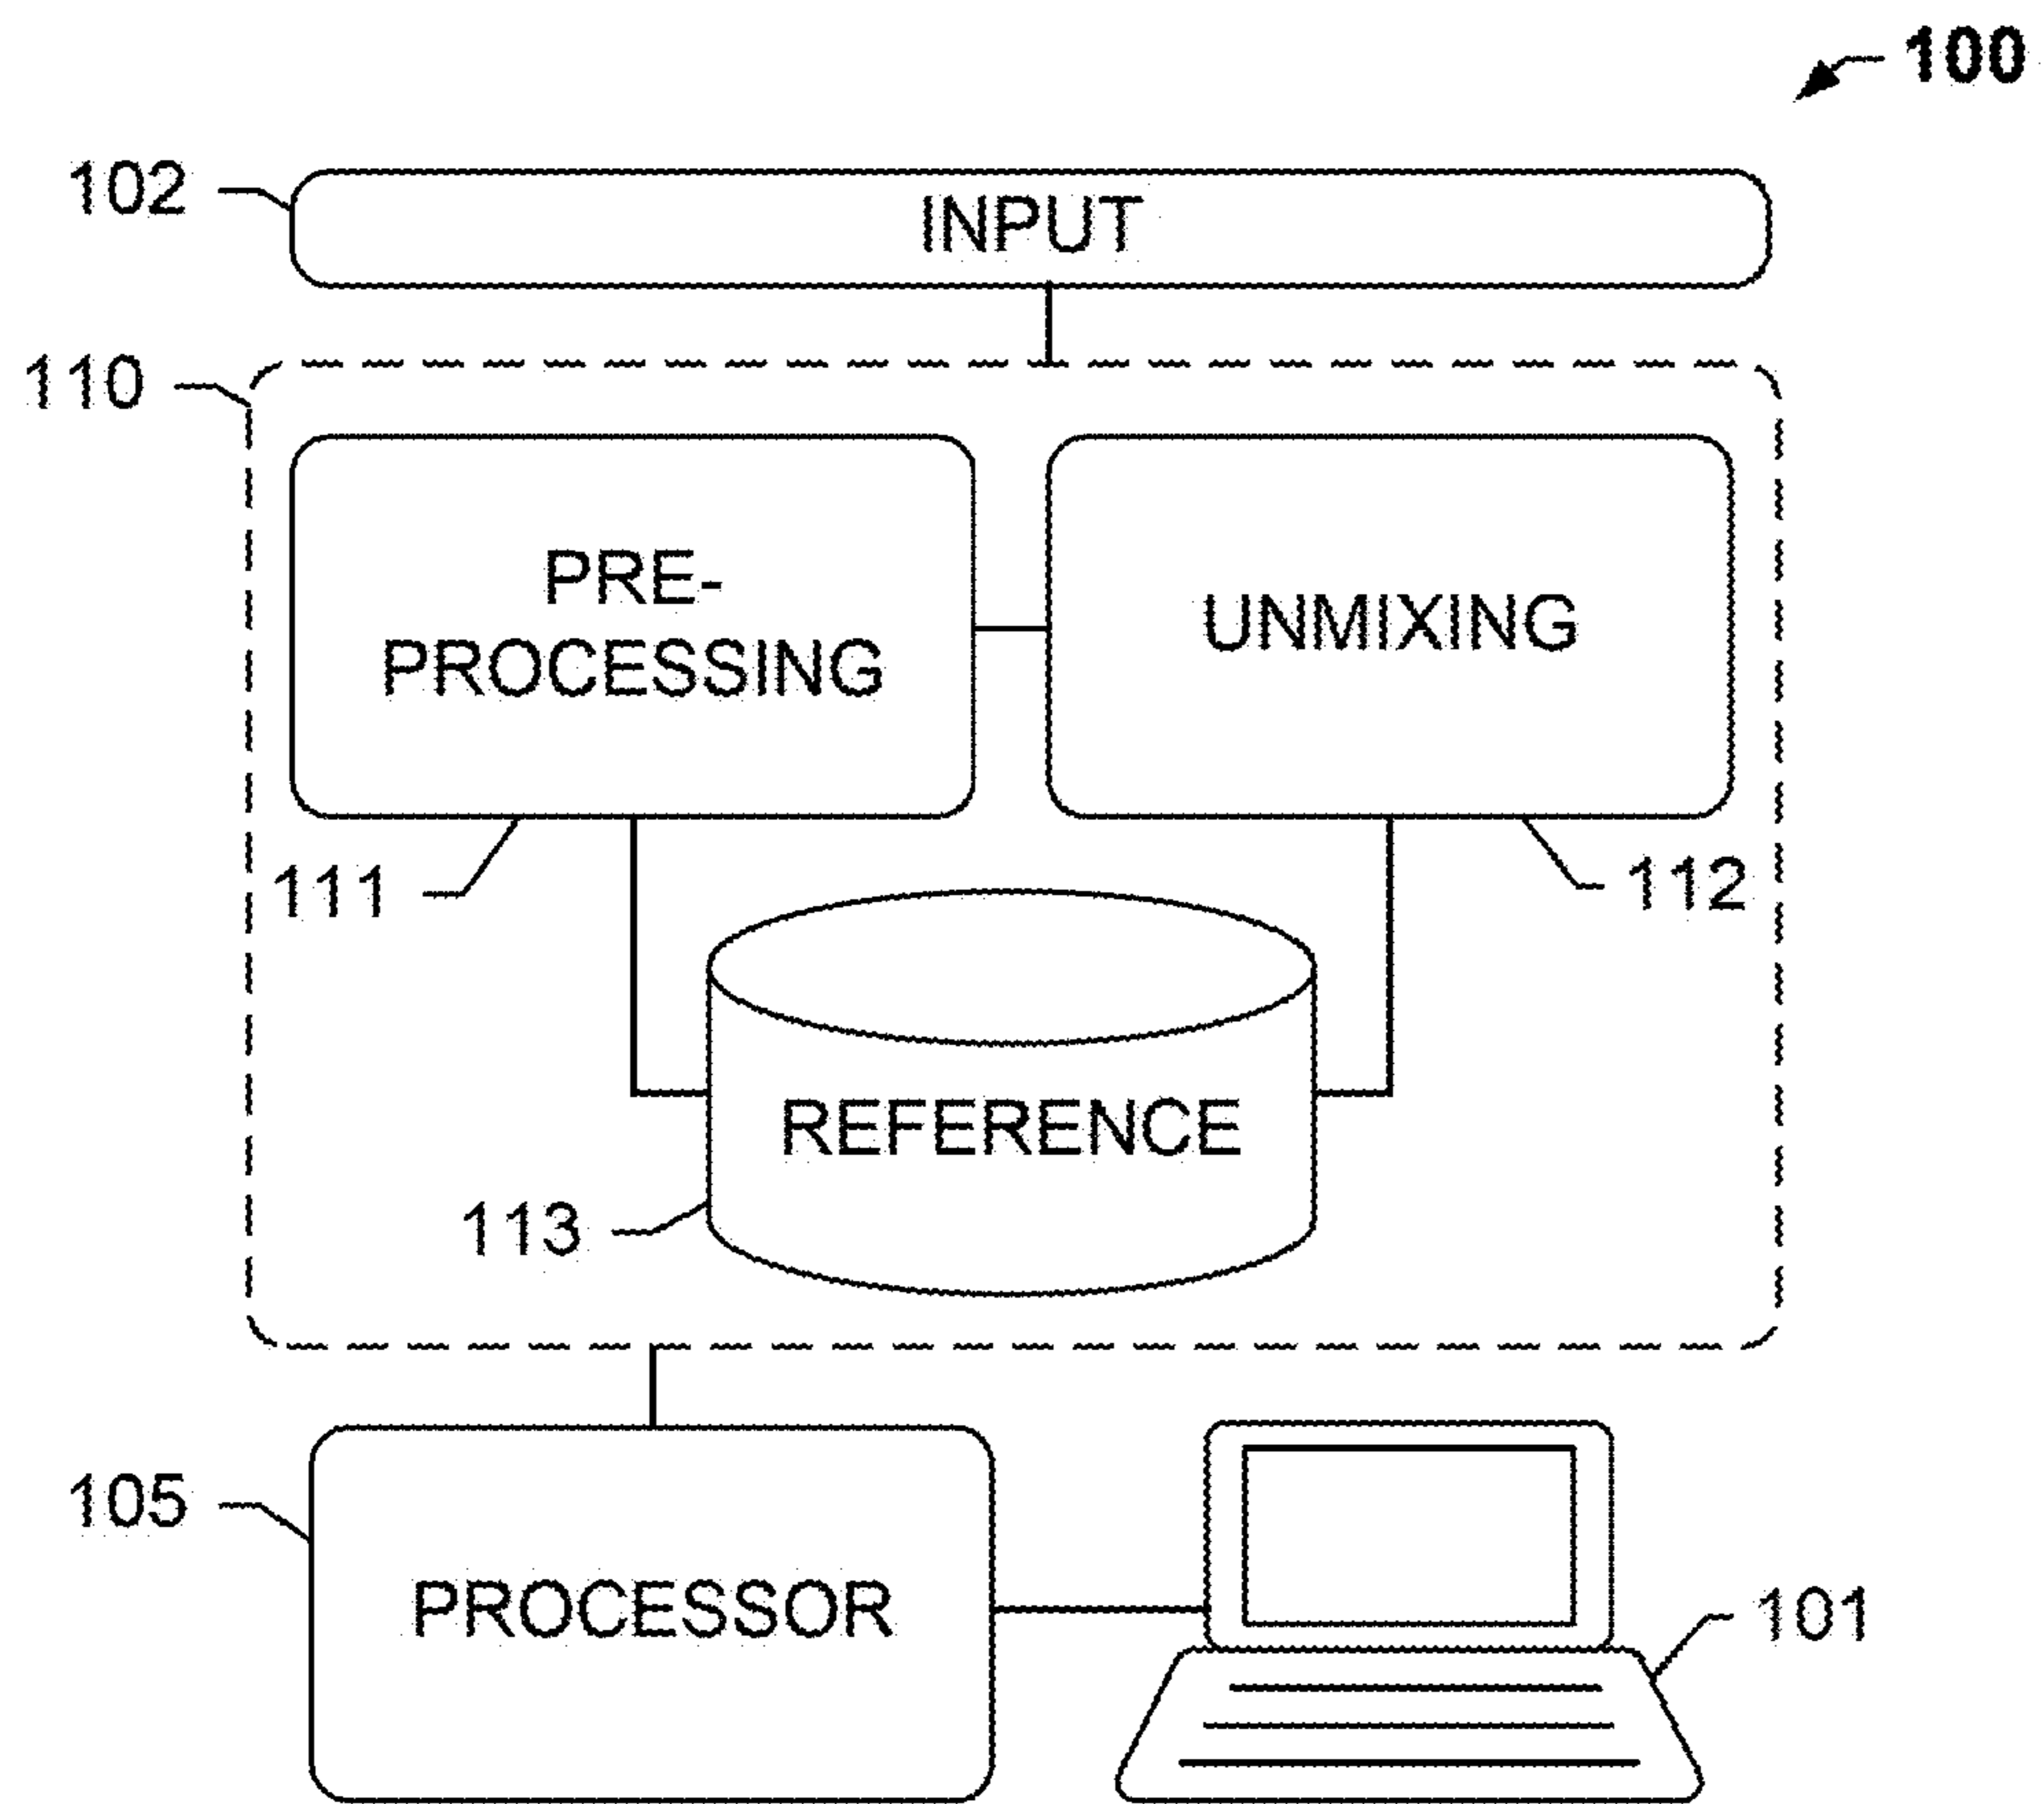 100
102
INPUT
110
PRE-
PROCESSING
UNMIXING
111
112
REFERENCE
113
105
PROCESSOR
101